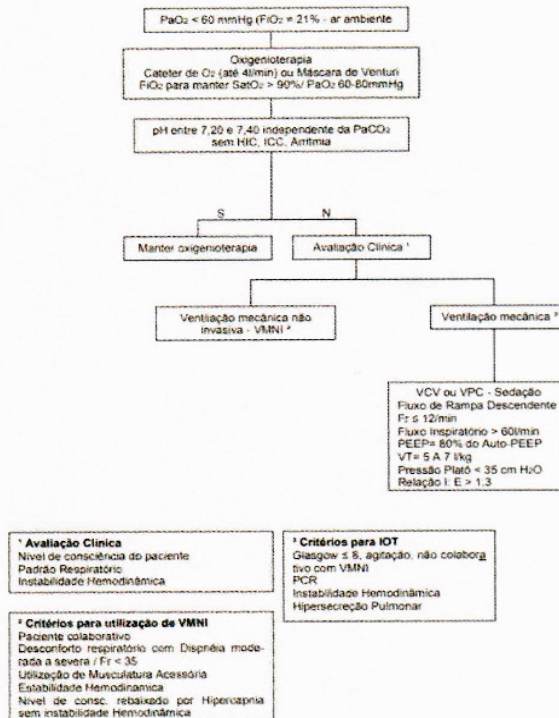 PaO₂ < 60 mmHg (FiO₂ = 21% - ar ambiente
Oxigenioterapia
Cateter de O₂ (até 4l/min) ou Máscara de Venturi
FiO₂ para manter SatO₂ > 90%/ PaO₂ 60-80mmHg
pH entre 7,20 e 7,40 independente da PaCO₂
sem HIC, ICC, Arritmia
S
N
Manter oxigenioterapia
Avaliação Clínica ¹
Ventilação mecânica não
invasiva - VMNI ²
Ventilação mecânica ³
VCV ou VPC - Sedação
Fluxo de Rampa Descendente
Fr ≤ 12/min
Fluxo Inspiratório > 60l/min
PEEP= 80% do Auto-PEEP
VT= 5 A 7 l/kg
Pressão Platô < 35 cm H₂O
Relação I: E > 1.3
¹ Avaliação Clínica
Nível de consciência do paciente
Padrão Respiratório
Instabilidade Hemodinâmica
³ Critérios para IOT
Glasgow ≤ 8, agitação, não colabora
tivo com VMNI
PCR
Instabilidade Hemodinâmica
Hipersecreção Pulmonar
² Critérios para utilização de VMNI
Paciente colaborativo
Desconforto respiratório com Dispnéia mode-
rada a severa / Fr < 35
Utilização de Musculatura Acessória
Estabilidade Hemodinamica
Nível de consc. rebaixado por Hipercapnia
sem instabilidade Hemodinâmica